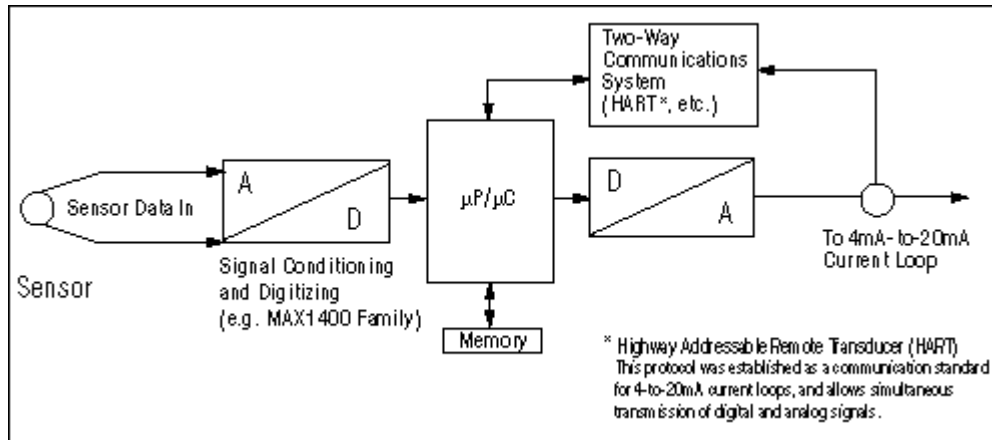 Two-Way
Communications
System
(HART*, etc.)
A
D
Sensor Data In
µP/µC
D
A
To 4mA-to-20mA
Current Loop
Signal Conditioning
and Digitizing
(e.g. MAX1400 Family)
Sensor
Memory
* Highway Addressable Remote Transducer (HART)
This protocol was established as a communication standard
for 4-to-20mA current loops, and allows simultaneous
transmission of digital and analog signals.